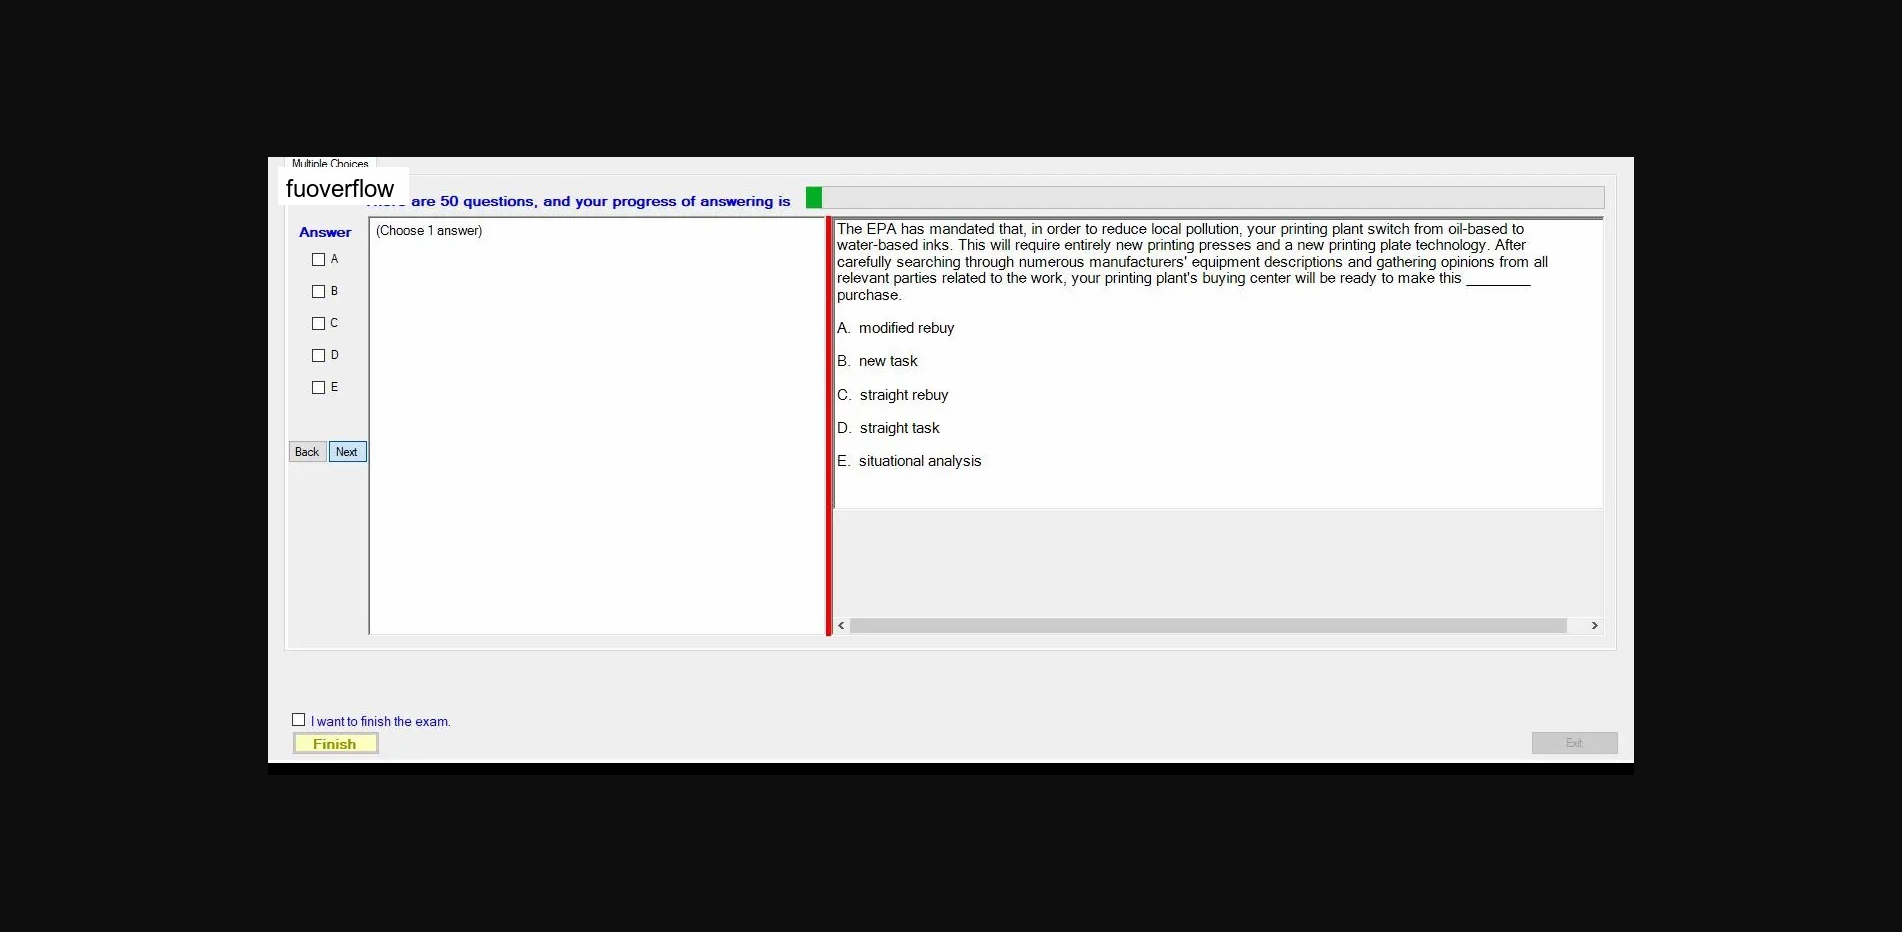 Multiple Choices
fuoverflow
are 50 questions, and your progress of answering is
Answer
A
B
C
D
E
Back
Next
(Choose 1 answer)
The EPA has mandated that, in order to reduce local pollution, your printing plant switch from oil-based to
water-based inks. This will require entirely new printing presses and a new printing plate technology. After
carefully searching through numerous manufacturers' equipment descriptions and gathering opinions from all
relevant parties related to the work, your printing plant's buying center will be ready to make this ________
purchase.
A. modified rebuy
B. new task
C. straight rebuy
D. straight task
E. situational analysis
I want to finish the exam.
Finish
Exit